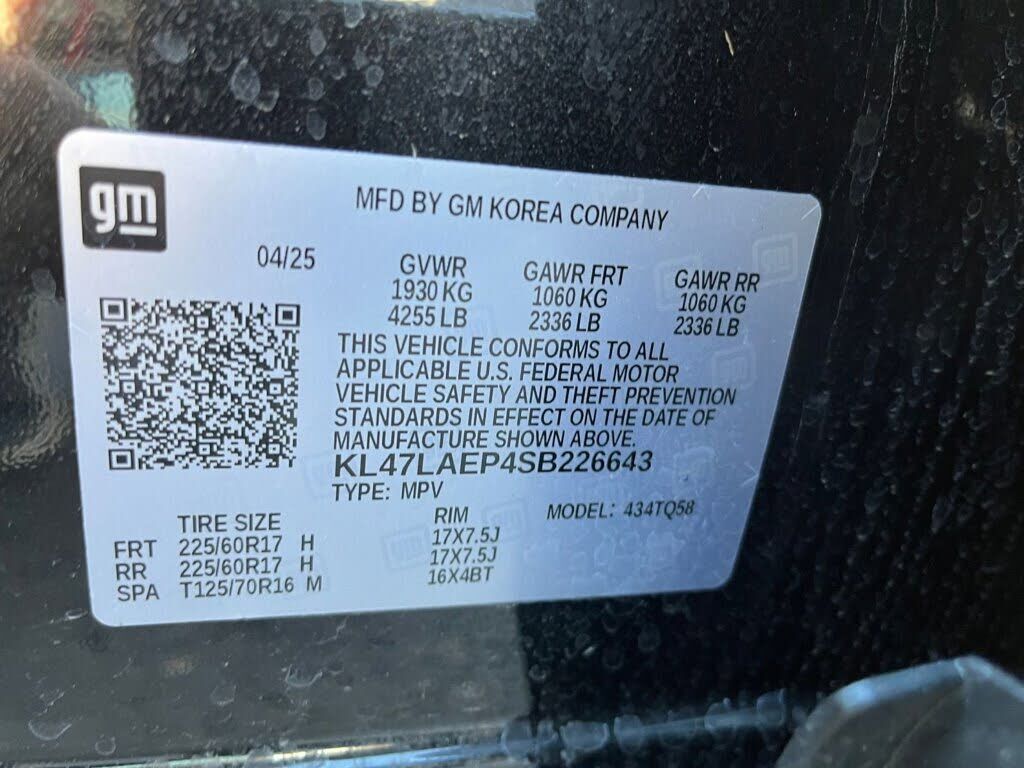 gm
MFD BY GM KOREA COMPANY
04/25
GVWR GAWR FRT GAWR RR
1930 KG 1060 KG 1060 KG
4255 LB 2336 LB 2336 LB
THIS VEHICLE CONFORMS TO ALL
APPLICABLE U.S. FEDERAL MOTOR
VEHICLE SAFETY AND THEFT PREVENTION
STANDARDS IN EFFECT ON THE DATE OF
MANUFACTURE SHOWN ABOVE.
KL47LAEP4SB226643
TYPE: MPV
MODEL: 434TQ58
TIRE SIZE RIM
FRT 225/60R17 H 17X7.5J
RR 225/60R17 H 17X7.5J
SPA T125/70R16 M 16X4BT